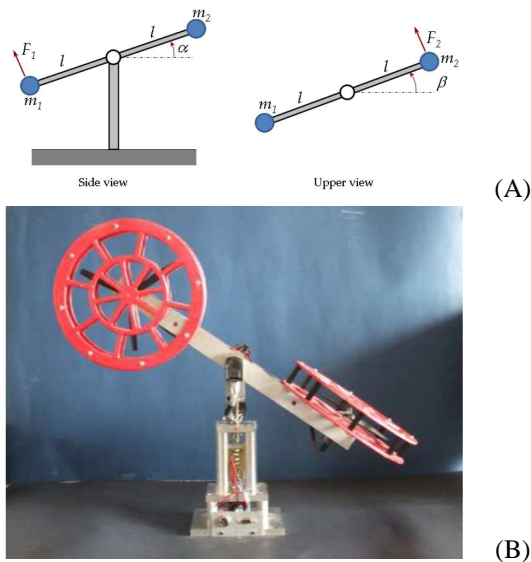 F₁
l
l
m₂
α
m₁
Side view
F₂
l
l
m₂
β
m₁
Upper view
(A)
(B)